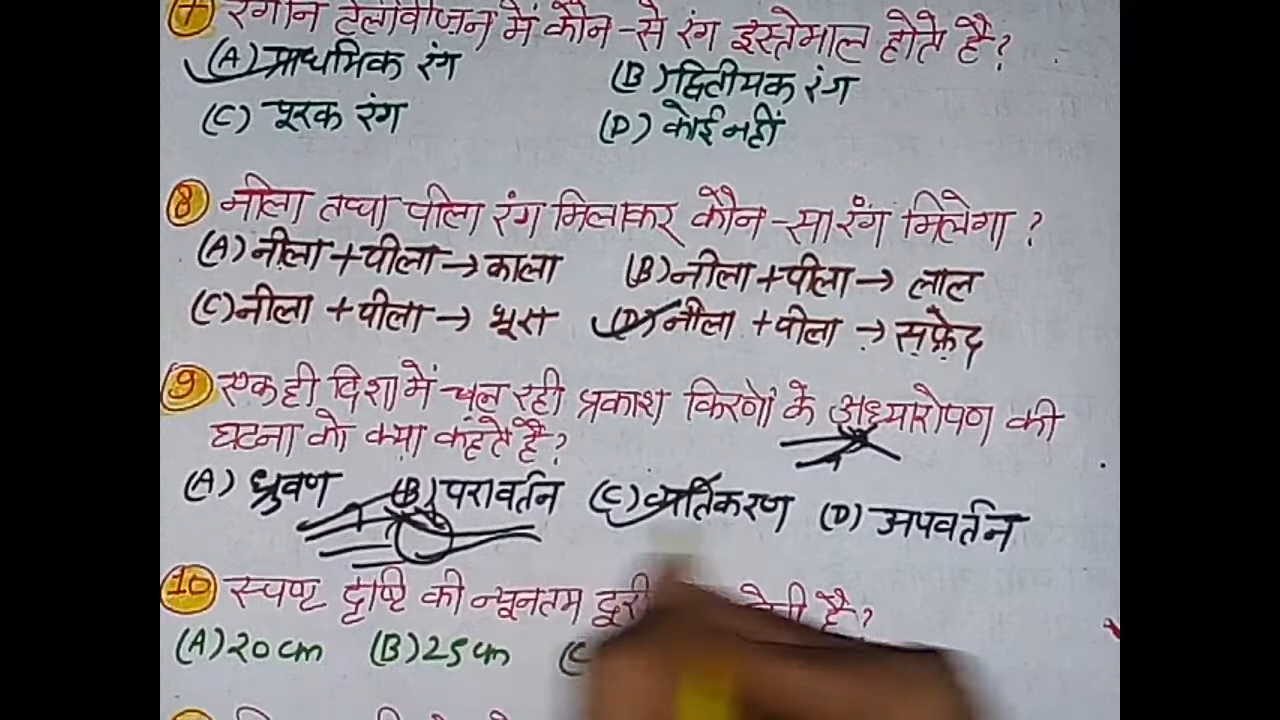 7 रंगीन टेलीविजन में कौन-से रंग इस्तेमाल होते है?
(A) प्राथमिक रंग (B) द्वितीयक रंग
(C) पूरक रंग (D) कोई नहीं
8 नीला तथा पीला रंग मिलाकर कौन-सा रंग मिलेगा?
(A) नीला + पीला → काला (B) नीला + पीला → लाल
(C) नीला + पीला → भूरा (D) नीला + पीला → सफ़ेद
9 एक ही दिशा में चल रही प्रकाश किरणों के अध्यारोपण की
घटना को क्या कहते है?
(A) ध्रुवण (B) परावर्तन (C) व्यतिकरण (D) अपवर्तन
10 स्पष्ट दृष्टि की न्यूनतम दूरी होती है?
(A) 20 cm (B) 25 cm (C